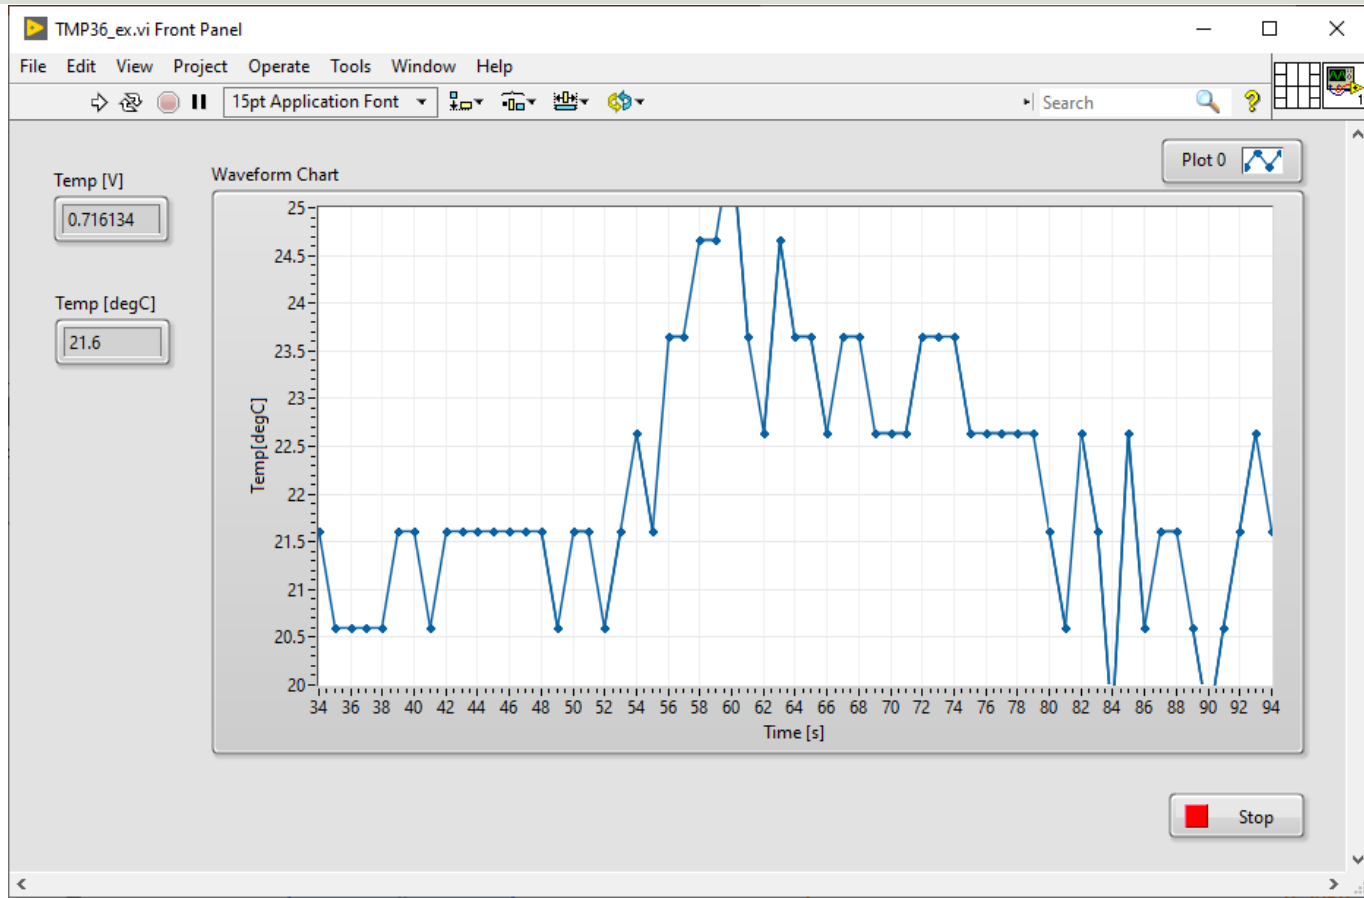 TMP36_ex.vi Front Panel
File Edit View Project Operate Tools Window Help
15pt Application Font
Search
?
1
Plot 0
Temp [V]
0.716134
Temp [degC]
21.6
Waveform Chart
Temp[degC]
25
24.5
24
23.5
23
22.5
22
21.5
21
20.5
20
34 36 38 40 42 44 46 48 50 52 54 56 58 60 62 64 66 68 70 72 74 76 78 80 82 84 86 88 90 92 94
Time [s]
Stop